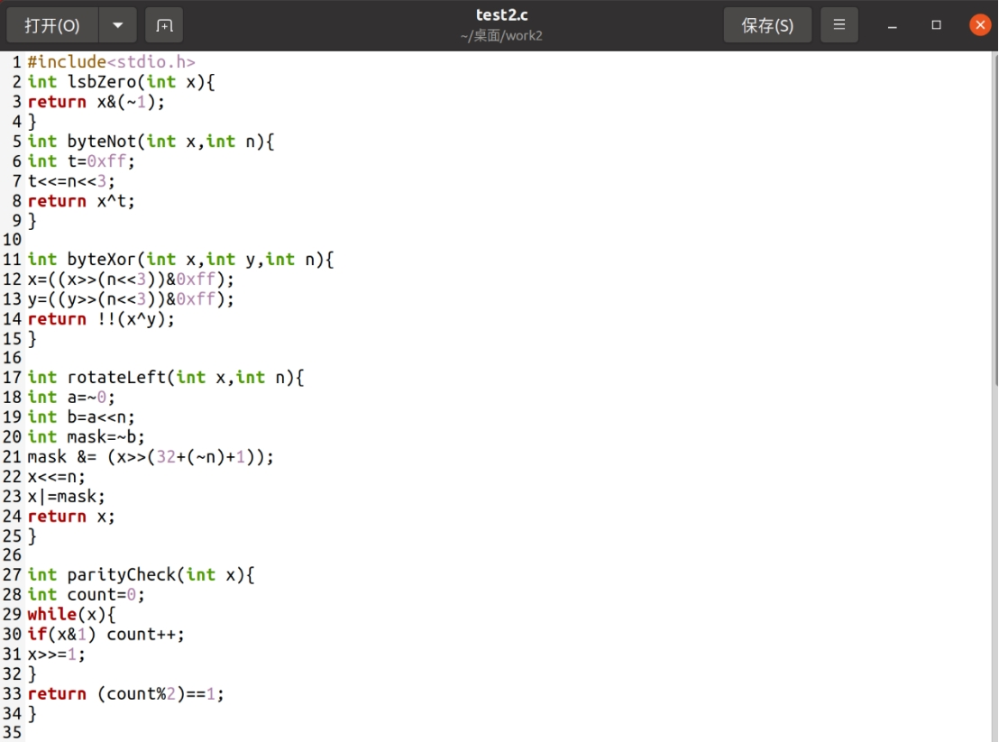 打开(O)
test2.c
~/桌面/work2
保存(S)
1 #include<stdio.h>
2 int lsbZero(int x){
3 return x&(~1);
4 }
5 int byteNot(int x,int n){
6 int t=0xff;
7 t<<=n<<3;
8 return x^t;
9 }
10
11 int byteXor(int x,int y,int n){
12 x=((x>>(n<<3))&0xff);
13 y=((y>>(n<<3))&0xff);
14 return !!(x^y);
15 }
16
17 int rotateLeft(int x,int n){
18 int a=~0;
19 int b=a<<n;
20 int mask=~b;
21 mask &= (x>>(32+(~n)+1));
22 x<<=n;
23 x|=mask;
24 return x;
25 }
26
27 int parityCheck(int x){
28 int count=0;
29 while(x){
30 if(x&1) count++;
31 x>>=1;
32 }
33 return (count%2)==1;
34 }
35